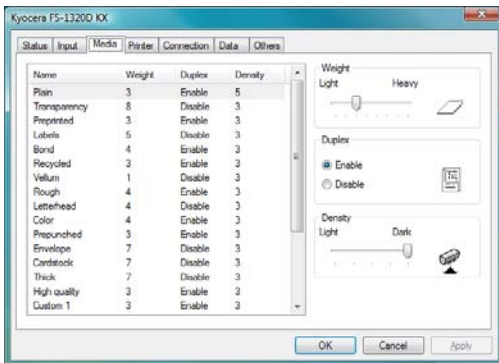 Kyocera FS-1320D KX
Status Input Media Printer Connection Data Others
Name Weight Duplex Density
Plain 3 Enable 5
Transparency 8 Disable 3
Preprinted 3 Enable 3
Labels 5 Disable 3
Bond 4 Enable 3
Recycled 3 Enable 3
Vellum 1 Disable 3
Rough 4 Enable 3
Letterhead 4 Disable 3
Color 4 Enable 3
Prepunched 3 Enable 3
Envelope 7 Disable 3
Cardstock 7 Disable 3
Thick 7 Disable 3
High quality 3 Enable 3
Custom 1 3 Enable 3
Weight
Light Heavy
Duplex
Enable
Disable
Density
Light Dark
OK Cancel Apply